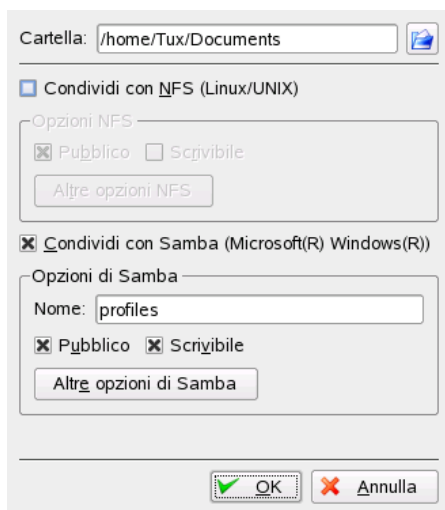 Cartella: /home/Tux/Documents
Condividi con NFS (Linux/UNIX)
Opzioni NFS
Pubblico Scrivibile
Altre opzioni NFS
Condividi con Samba (Microsoft(R) Windows(R))
Opzioni di Samba
Nome: profiles
Pubblico Scrivibile
Altre opzioni di Samba
OK Annulla